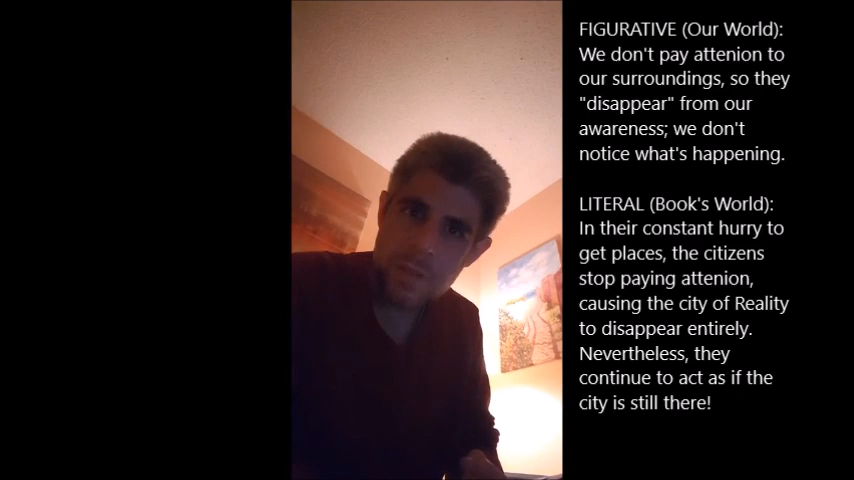 FIGURATIVE (Our World):
We don't pay attenion to
our surroundings, so they
"disappear" from our
awareness; we don't
notice what's happening.
LITERAL (Book's World):
In their constant hurry to
get places, the citizens
stop paying attenion,
causing the city of Reality
to disappear entirely.
Nevertheless, they
continue to act as if the
city is still there!